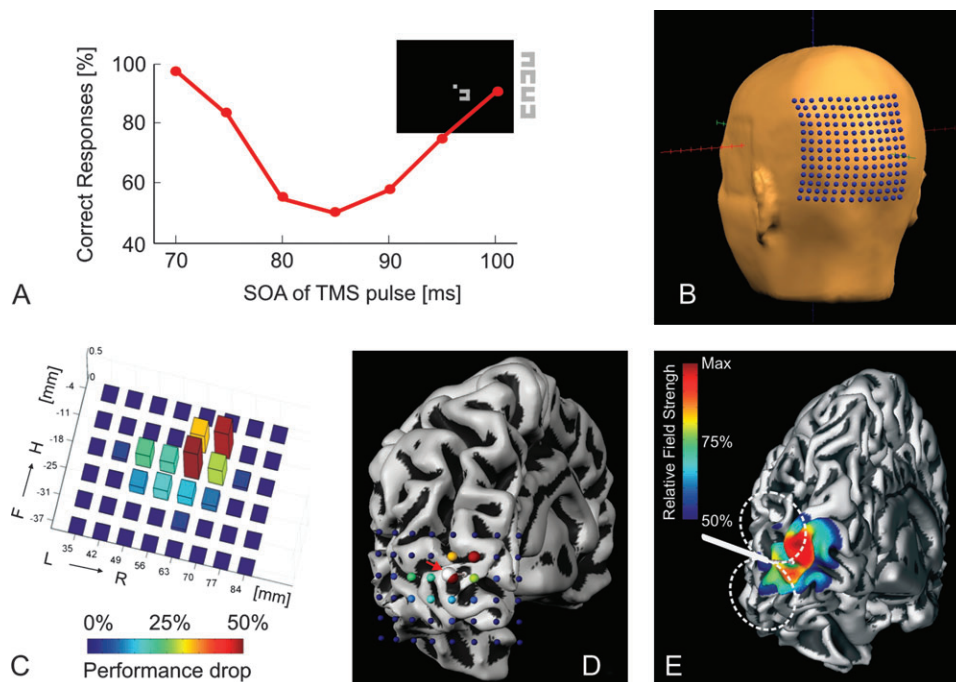 Correct Responses [%]
100
80
60
40
70
80
90
100
SOA of TMS pulse [ms]
A
B
0.5
0
[mm]
-4
-11
-18
-25
-31
-37
F → H
35
42
49
56
63
70
77
84
L → R
[mm]
0% 25% 50%
Performance drop
C
D
Relative Field Strengh
Max
75%
50%
E